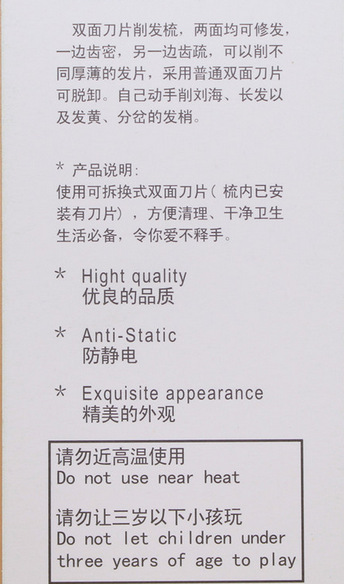 双面刀片削发梳，两面均可修发，
一边齿密，另一边齿疏，可以削不
同厚薄的发片，采用普通双面刀片
可脱卸。自己动手削刘海、长发以
及发黄、分岔的发梢。
* 产品说明:
使用可拆换式双面刀片( 梳内已安
装有刀片) ，方便清理、干净卫生
生活必备，令你爱不释手。
* Hight quality
优良的品质
* Anti-Static
防静电
* Exquisite appearance
精美的外观
请勿近高温使用
Do not use near heat
请勿让三岁以下小孩玩
Do not let children under
three years of age to play